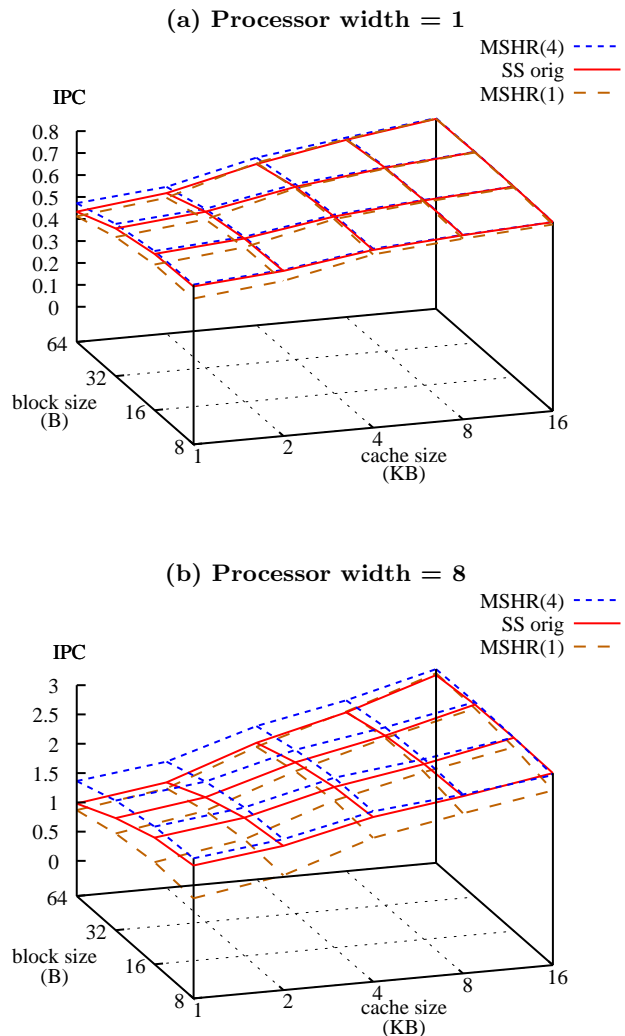 (a) Processor width = 1
MSHR(4)
SS orig
MSHR(1)
IPC
0.8
0.7
0.6
0.5
0.4
0.3
0.2
0.1
0
64
32
16
8
block size
(B)
1
2
4
8
16
cache size
(KB)
(b) Processor width = 8
MSHR(4)
SS orig
MSHR(1)
IPC
3
2.5
2
1.5
1
0.5
0
64
32
16
8
block size
(B)
1
2
4
8
16
cache size
(KB)